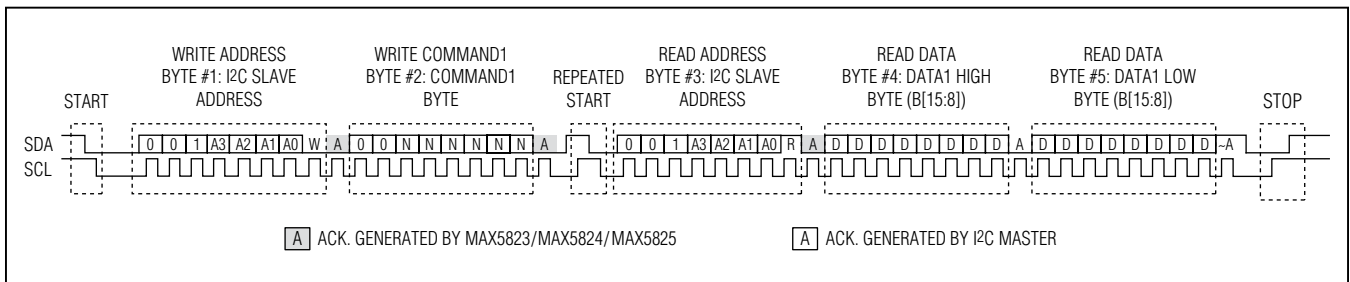 WRITE ADDRESS
BYTE #1: I2C SLAVE
ADDRESS
WRITE COMMAND1
BYTE #2: COMMAND1
BYTE
READ ADDRESS
BYTE #3: I2C SLAVE
ADDRESS
READ DATA
BYTE #4: DATA1 HIGH
BYTE (B[15:8])
READ DATA
BYTE #5: DATA1 LOW
BYTE (B[15:8])
START
REPEATED
START
STOP
SDA 0 0 1 A3 A2 A1 A0 W A 0 0 N N N N N N A 0 0 1 A3 A2 A1 A0 R A D D D D D D D D A D D D D D D D D ~A
SCL
A ACK. GENERATED BY MAX5823/MAX5824/MAX5825
A ACK. GENERATED BY I2C MASTER